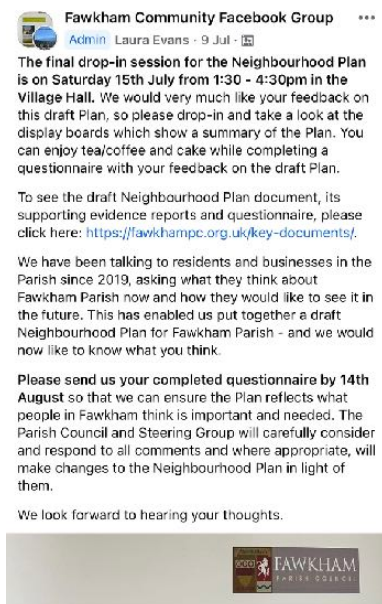 Fawkham Community Facebook Group
Admin Laura Evans · 9 Jul ·
The final drop-in session for the Neighbourhood Plan
is on Saturday 15th July from 1:30 - 4:30pm in the
Village Hall. We would very much like your feedback on
this draft Plan, so please drop-in and take a look at the
display boards which show a summary of the Plan. You
can enjoy tea/coffee and cake while completing a
questionnaire with your feedback on the draft Plan.
To see the draft Neighbourhood Plan document, its
supporting evidence reports and questionnaire, please
click here: https://fawkhampc.org.uk/key-documents/.
We have been talking to residents and businesses in the
Parish since 2019, asking what they think about
Fawkham Parish now and how they would like to see it in
the future. This has enabled us put together a draft
Neighbourhood Plan for Fawkham Parish - and we would
now like to know what you think.
Please send us your completed questionnaire by 14th
August so that we can ensure the Plan reflects what
people in Fawkham think is important and needed. The
Parish Council and Steering Group will carefully consider
and respond to all comments and where appropriate, will
make changes to the Neighbourhood Plan in light of
them.
We look forward to hearing your thoughts.
FAWKHAM
PARISH COUNCIL